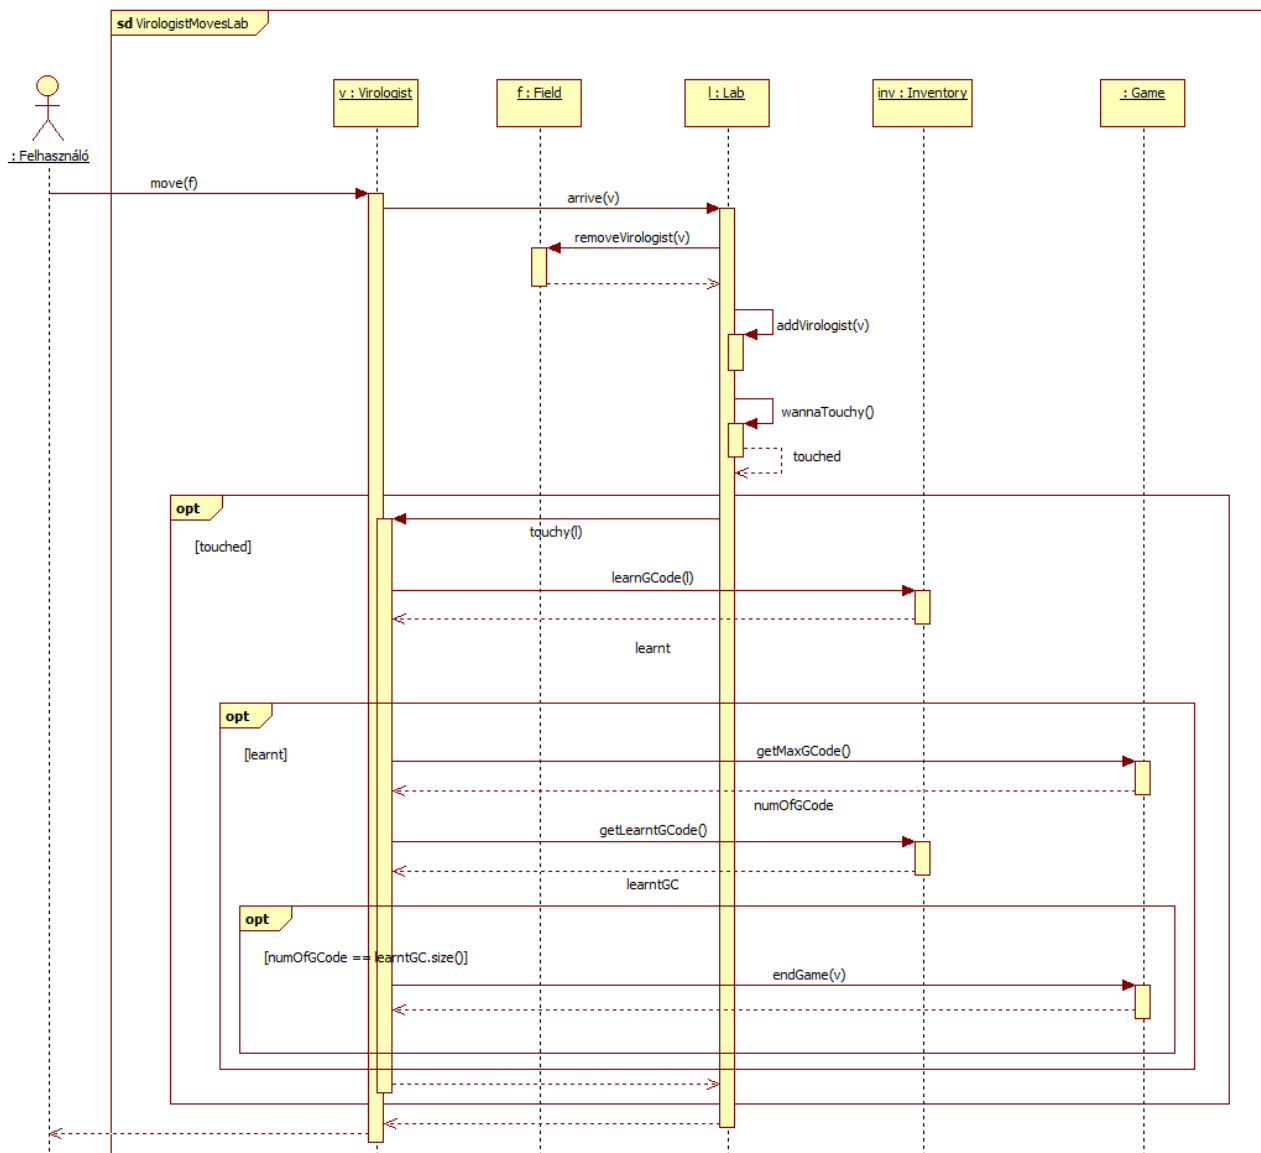 sd VirologistMovesLab
v : Virologist
f : Field
l : Lab
inv : Inventory
: Game
: Felhasználó
move(f)
arrive(v)
removeVirologist(v)
addVirologist(v)
wannaTouchy()
touched
opt
[touched]
touchy(l)
learnGCode(l)
learnt
opt
[learnt]
getMaxGCode()
numOfGCode
getLearntGCode()
learntGC
opt
[numOfGCode == learntGC.size()]
endGame(v)